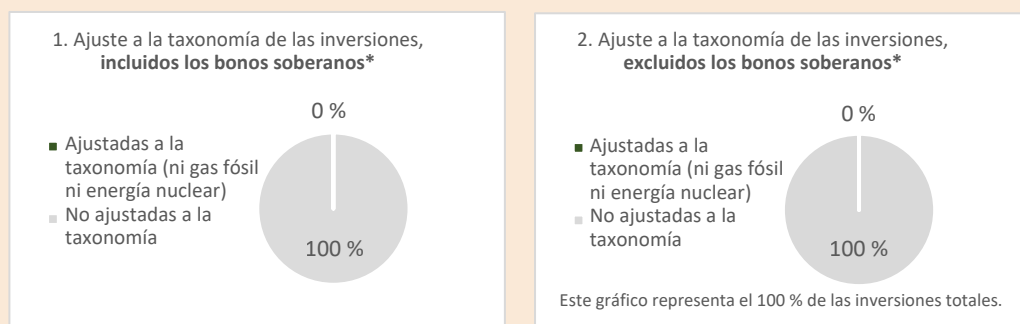 1. Ajuste a la taxonomía de las inversiones,
incluidos los bonos soberanos*
0 %
Ajustadas a la
taxonomía (ni gas fósil
ni energía nuclear)
No ajustadas a la
taxonomía
100 %
2. Ajuste a la taxonomía de las inversiones,
excluidos los bonos soberanos*
0 %
Ajustadas a la
taxonomía (ni gas fósil
ni energía nuclear)
No ajustadas a la
taxonomía
100 %
Este gráfico representa el 100 % de las inversiones totales.